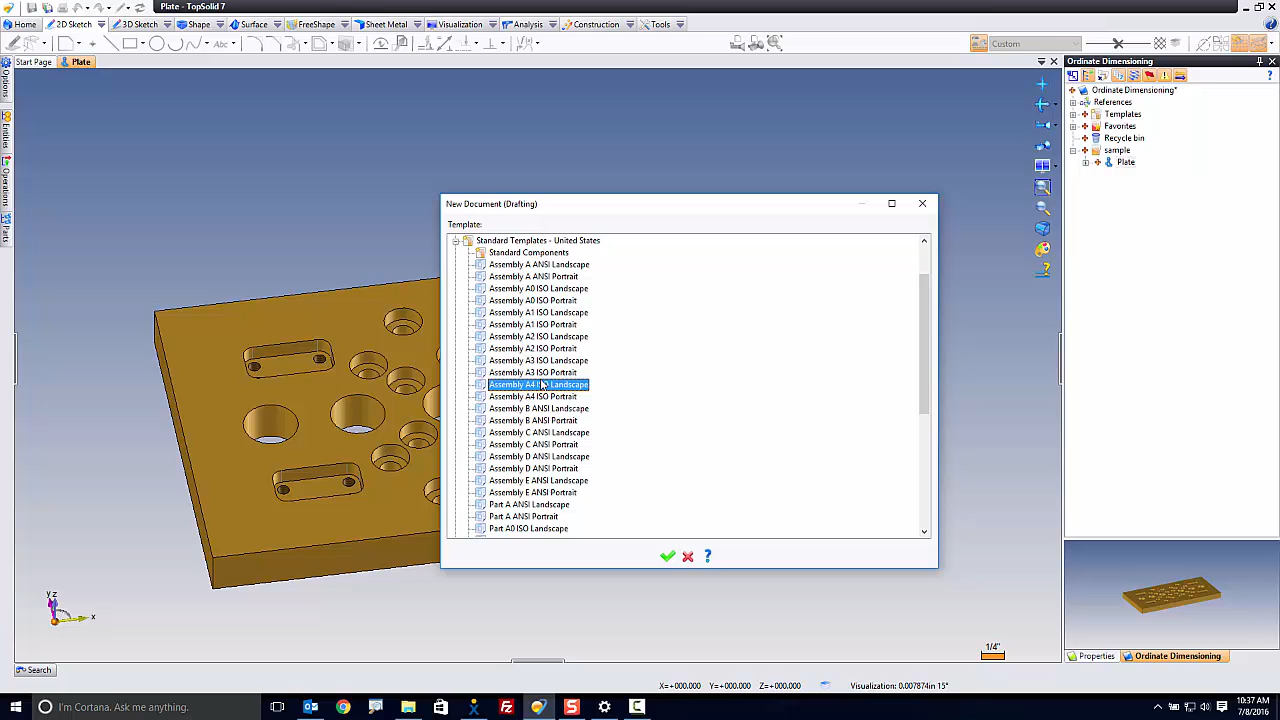 Plate - TopSolid 7
Home
2D Sketch
3D Sketch
Shape
Surface
FreeShape
Sheet Metal
Visualization
Analysis
Construction
Tools
Abc
Custom
Start Page
Plate
Ordinate Dimensioning
Options
Entities
Operations
Parts
Ordinate Dimensioning*
References
Templates
Favorites
Recycle bin
sample
Plate
New Document (Drafting)
Template:
Standard Templates - United States
Standard Components
Assembly A ANSI Landscape
Assembly A ANSI Portrait
Assembly A0 ISO Landscape
Assembly A0 ISO Portrait
Assembly A1 ISO Landscape
Assembly A1 ISO Portrait
Assembly A2 ISO Landscape
Assembly A2 ISO Portrait
Assembly A3 ISO Landscape
Assembly A3 ISO Portrait
Assembly A4 ISO Landscape
Assembly A4 ISO Portrait
Assembly B ANSI Landscape
Assembly B ANSI Portrait
Assembly C ANSI Landscape
Assembly C ANSI Portrait
Assembly D ANSI Landscape
Assembly D ANSI Portrait
Assembly E ANSI Landscape
Assembly E ANSI Portrait
Part A ANSI Landscape
Part A ANSI Portrait
Part A0 ISO Landscape
y z
x
1/4"
Properties
Ordinate Dimensioning
Search
X=+000.000 Y=+000.000 Z=+000.000
Visualization: 0.007874in 15°
I'm Cortana. Ask me anything.
10:37 AM
7/8/2016